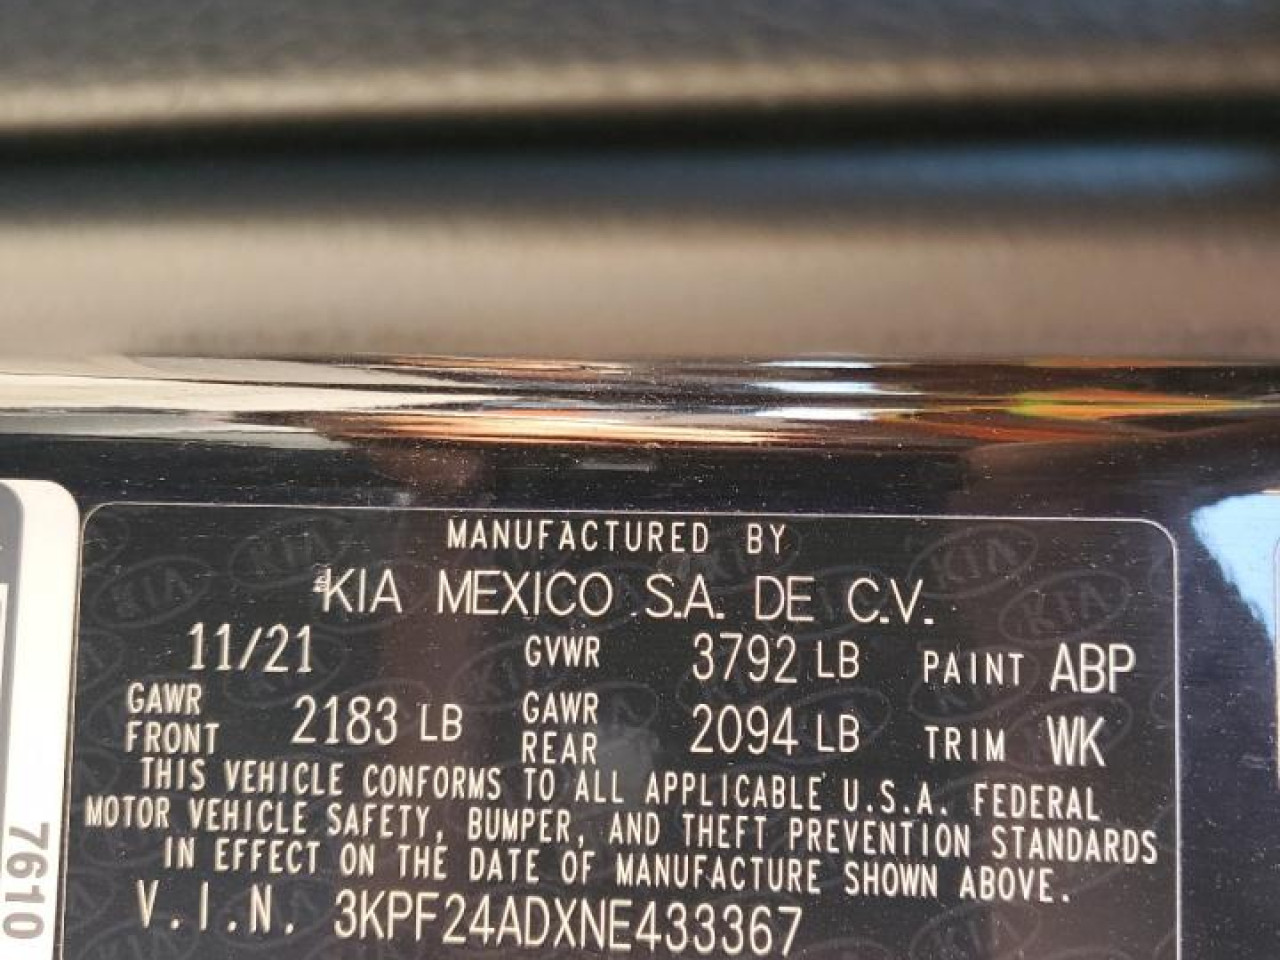 MANUFACTURED BY
KIA MEXICO S.A. DE C.V.
11/21 GVWR 3792 LB PAINT ABP
GAWR FRONT 2183 LB GAWR REAR 2094 LB TRIM WK
THIS VEHICLE CONFORMS TO ALL APPLICABLE U.S.A. FEDERAL
MOTOR VEHICLE SAFETY, BUMPER, AND THEFT PREVENTION STANDARDS
IN EFFECT ON THE DATE OF MANUFACTURE SHOWN ABOVE.
V.I.N. 3KPF24ADXNE433367
7610